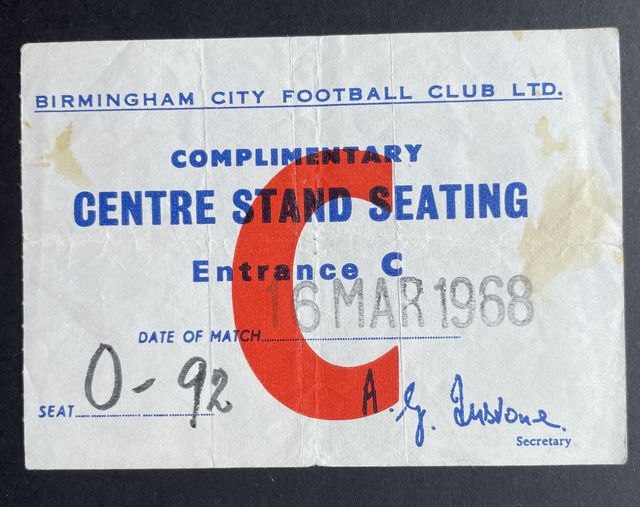 BIRMINGHAM CITY FOOTBALL CLUB LTD.
COMPLIMENTARY
CENTRE STAND SEATING
Entrance C
C
DATE OF MATCH 16 MAR 1968
SEAT O-92
A. G.
Secretary